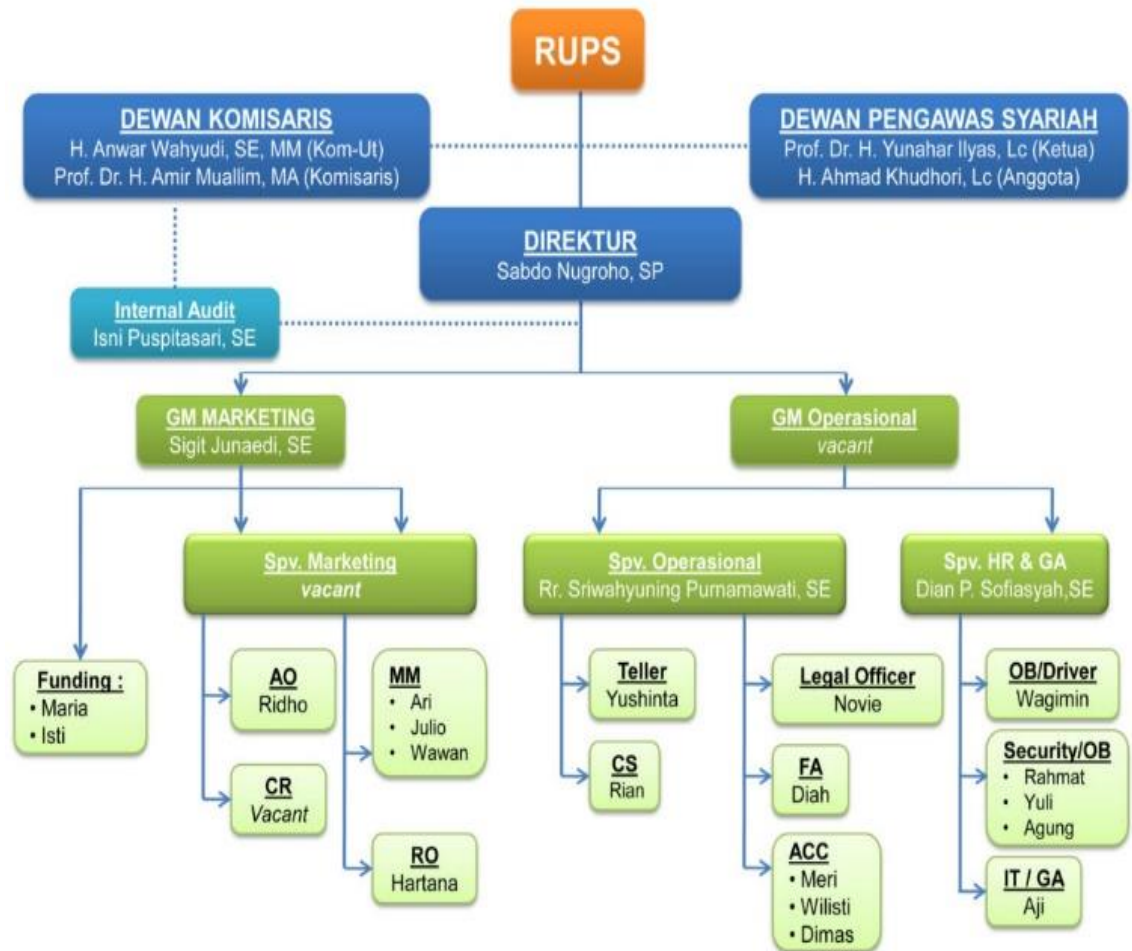 RUPS
DEWAN KOMISARIS
H. Anwar Wahyudi, SE, MM (Kom-Ut)
Prof. Dr. H. Amir Muallim, MA (Komisaris)
DEWAN PENGAWAS SYARIAH
Prof. Dr. H. Yunahar Ilyas, Lc (Ketua)
H. Ahmad Khudhori, Lc (Anggota)
DIREKTUR
Sabdo Nugroho, SP
Internal Audit
Isni Puspitasari, SE
GM MARKETING
Sigit Junaedi, SE
GM Operasional
vacant
Spv. Marketing
vacant
Spv. Operasional
Rr. Sriwahyuning Purnamawati, SE
Spv. HR & GA
Dian P. Sofiasyah,SE
Funding :
• Maria
• Isti
AO
Ridho
CR
Vacant
MM
• Ari
• Julio
• Wawan
RO
Hartana
Teller
Yushinta
CS
Rian
Legal Officer
Novie
FA
Diah
ACC
• Meri
• Wilisti
• Dimas
OB/Driver
Wagimin
Security/OB
• Rahmat
• Yuli
• Agung
IT / GA
Aji